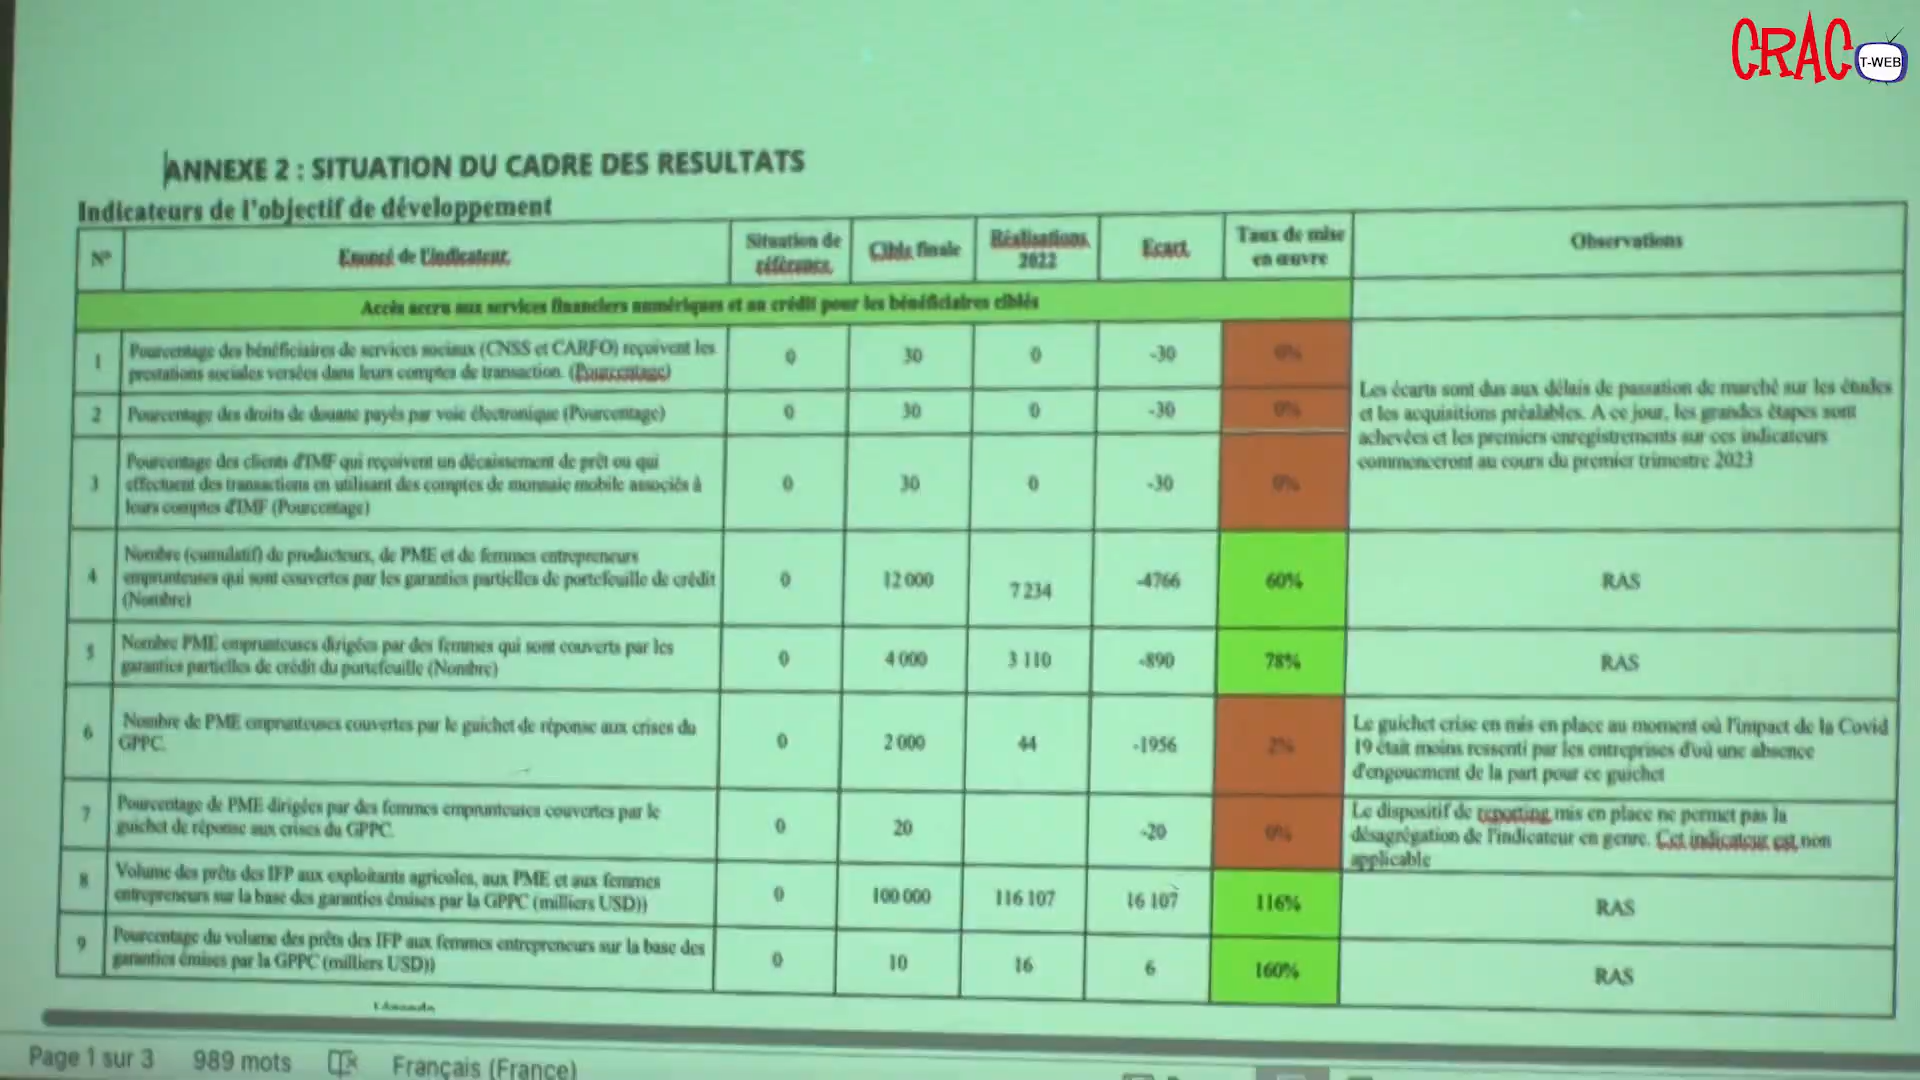 CRAC
T-WEB
ANNEXE 2 : SITUATION DU CADRE DES RESULTATS
Indicateurs de l'objectif de développement
N° Enoncé de L'indicateur Situation de référence Cible finale Réalisations 2022 Ecart Taux de mise en œuvre Observations
Accès accru aux services financiers numériques et au crédit pour les bénéficiaires ciblés
1 Pourcentage des bénéficiaires de services sociaux (CNSS et CARFO) reçoivent les
prestations sociales versées dans leurs comptes de transaction. (Pourcentage)
0 30 0 -30 0%
2 Pourcentage des droits de douane payés par voie électronique (Pourcentage) 0 30 0 -30 0%
3 Pourcentage des clients d'IMF qui reçoivent un décaissement de prêt ou qui
effectuent des transactions en utilisant des comptes de monnaie mobile associés à
leurs comptes d'IMF (Pourcentage)
0 30 0 -30 0%
Les écarts sont dus aux délais de passation de marché sur les études
et les acquisitions préalables. A ce jour, les grandes étapes sont
achevées et les premiers enregistrements sur ces indicateurs
commenceront au cours du premier trimestre 2023
4 Nombre (cumulatif) de producteurs, de PME et de femmes entrepreneurs
emprunteuses qui sont couvertes par les garanties partielles de portefeuille de crédit
(Nombre)
0 12 000 7 234 -4766 60% RAS
5 Nombre PME emprunteuses dirigées par des femmes qui sont couverts par les
garanties partielles de crédit du portefeuille (Nombre)
0 4 000 3 110 -890 78% RAS
6 Nombre de PME emprunteuses couvertes par le guichet de réponse aux crises du
GPPC.
0 2 000 44 -1956 2%
Le guichet crise en mis en place au moment où l'impact de la Covid
19 était moins ressenti par les entreprises d'où une absence
d'engouement de la part pour ce guichet
7 Pourcentage de PME dirigées par des femmes emprunteuses couvertes par le
guichet de réponse aux crises du GPPC.
0 20 -20 0%
Le dispositif de reporting mis en place ne permet pas la
désagrégation de l'indicateur en genre. Cet indicateur est non
applicable
8 Volume des prêts des IFP aux exploitants agricoles, aux PME et aux femmes
entrepreneurs sur la base des garanties émises par la GPPC (milliers USD))
0 100 000 116 107 16 107 116% RAS
9 Pourcentage du volume des prêts des IFP aux femmes entrepreneurs sur la base des
garanties émises par la GPPC (milliers USD))
0 10 16 6 160% RAS
Page 1 sur 3 989 mots Français (France)